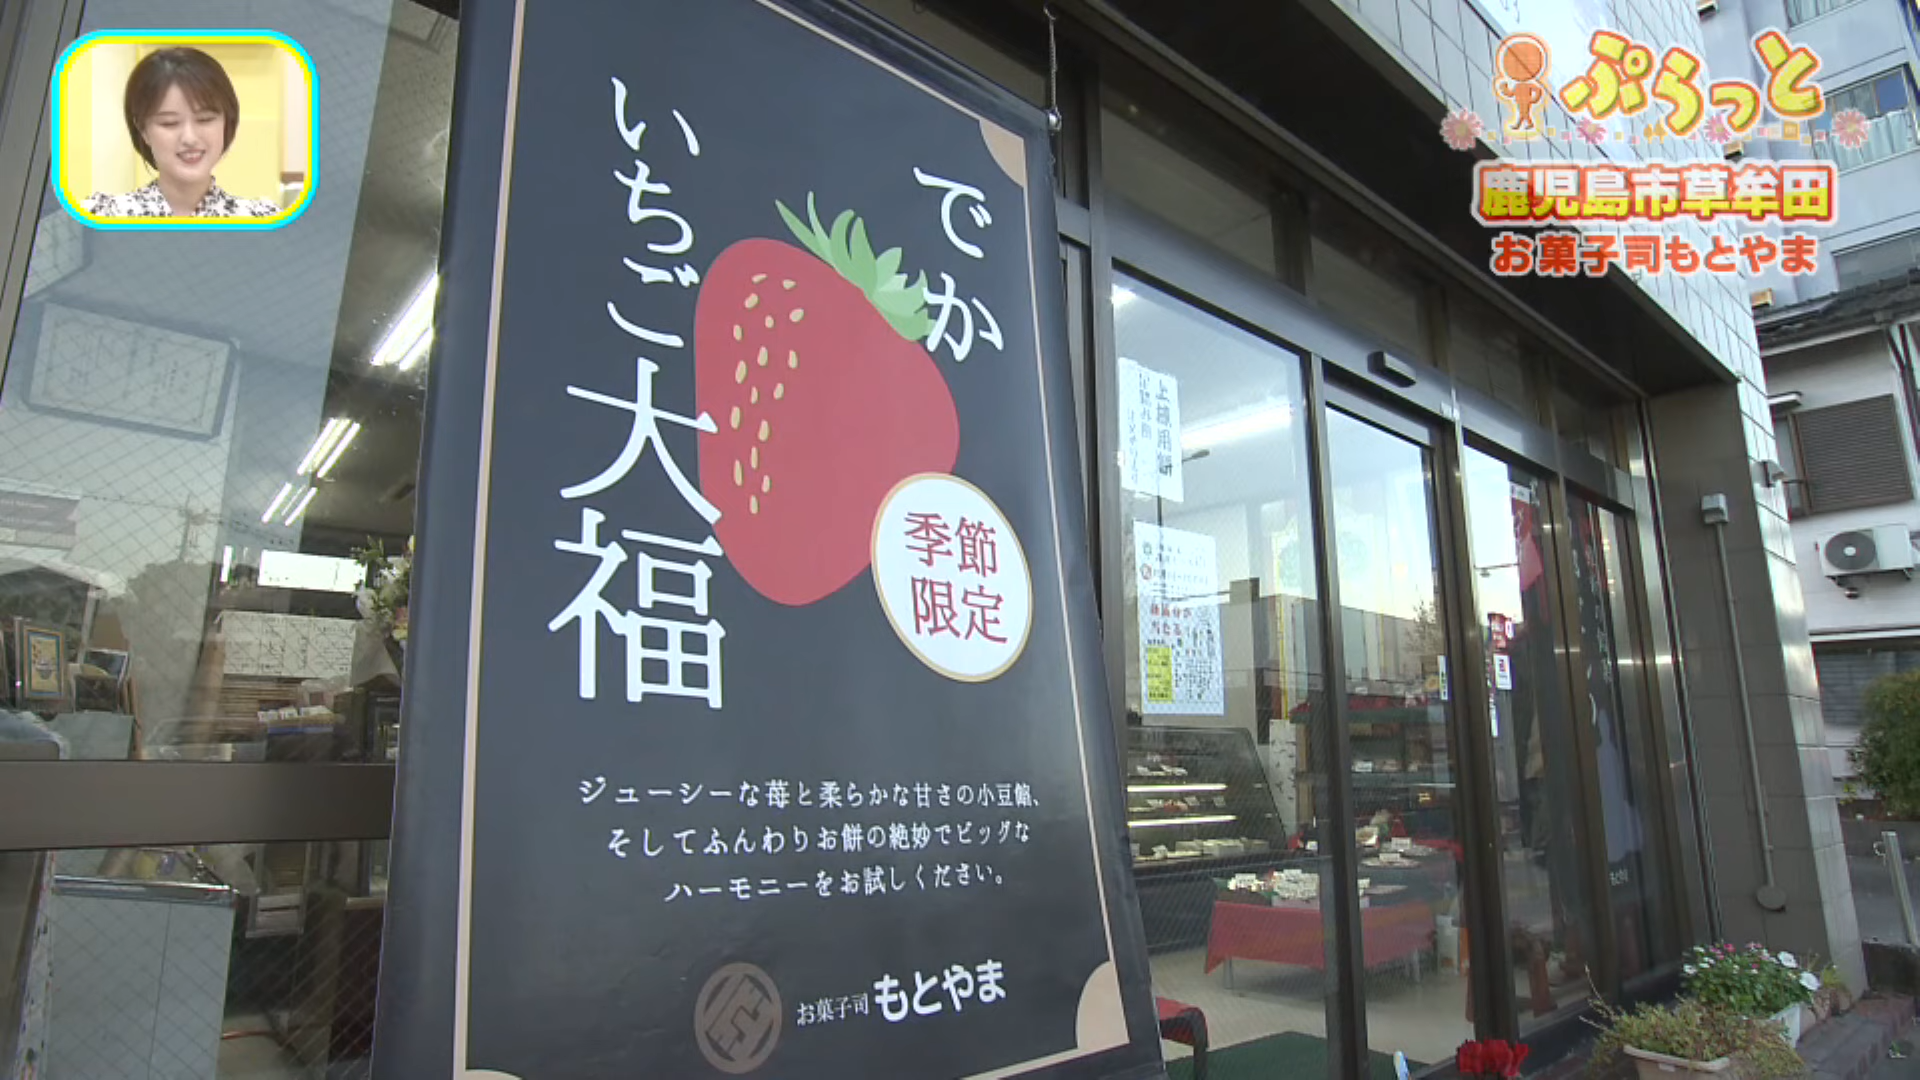 ぷらっと
鹿児島市草牟田
お菓子司もとやま
でか
いちご大福
季節
限定
ジューシーな苺と柔らかな甘さの小豆餡、
そしてふんわりお餅の絶妙でビッグな
ハーモニーをお試しください。
お菓子司もとやま
上棟用餅